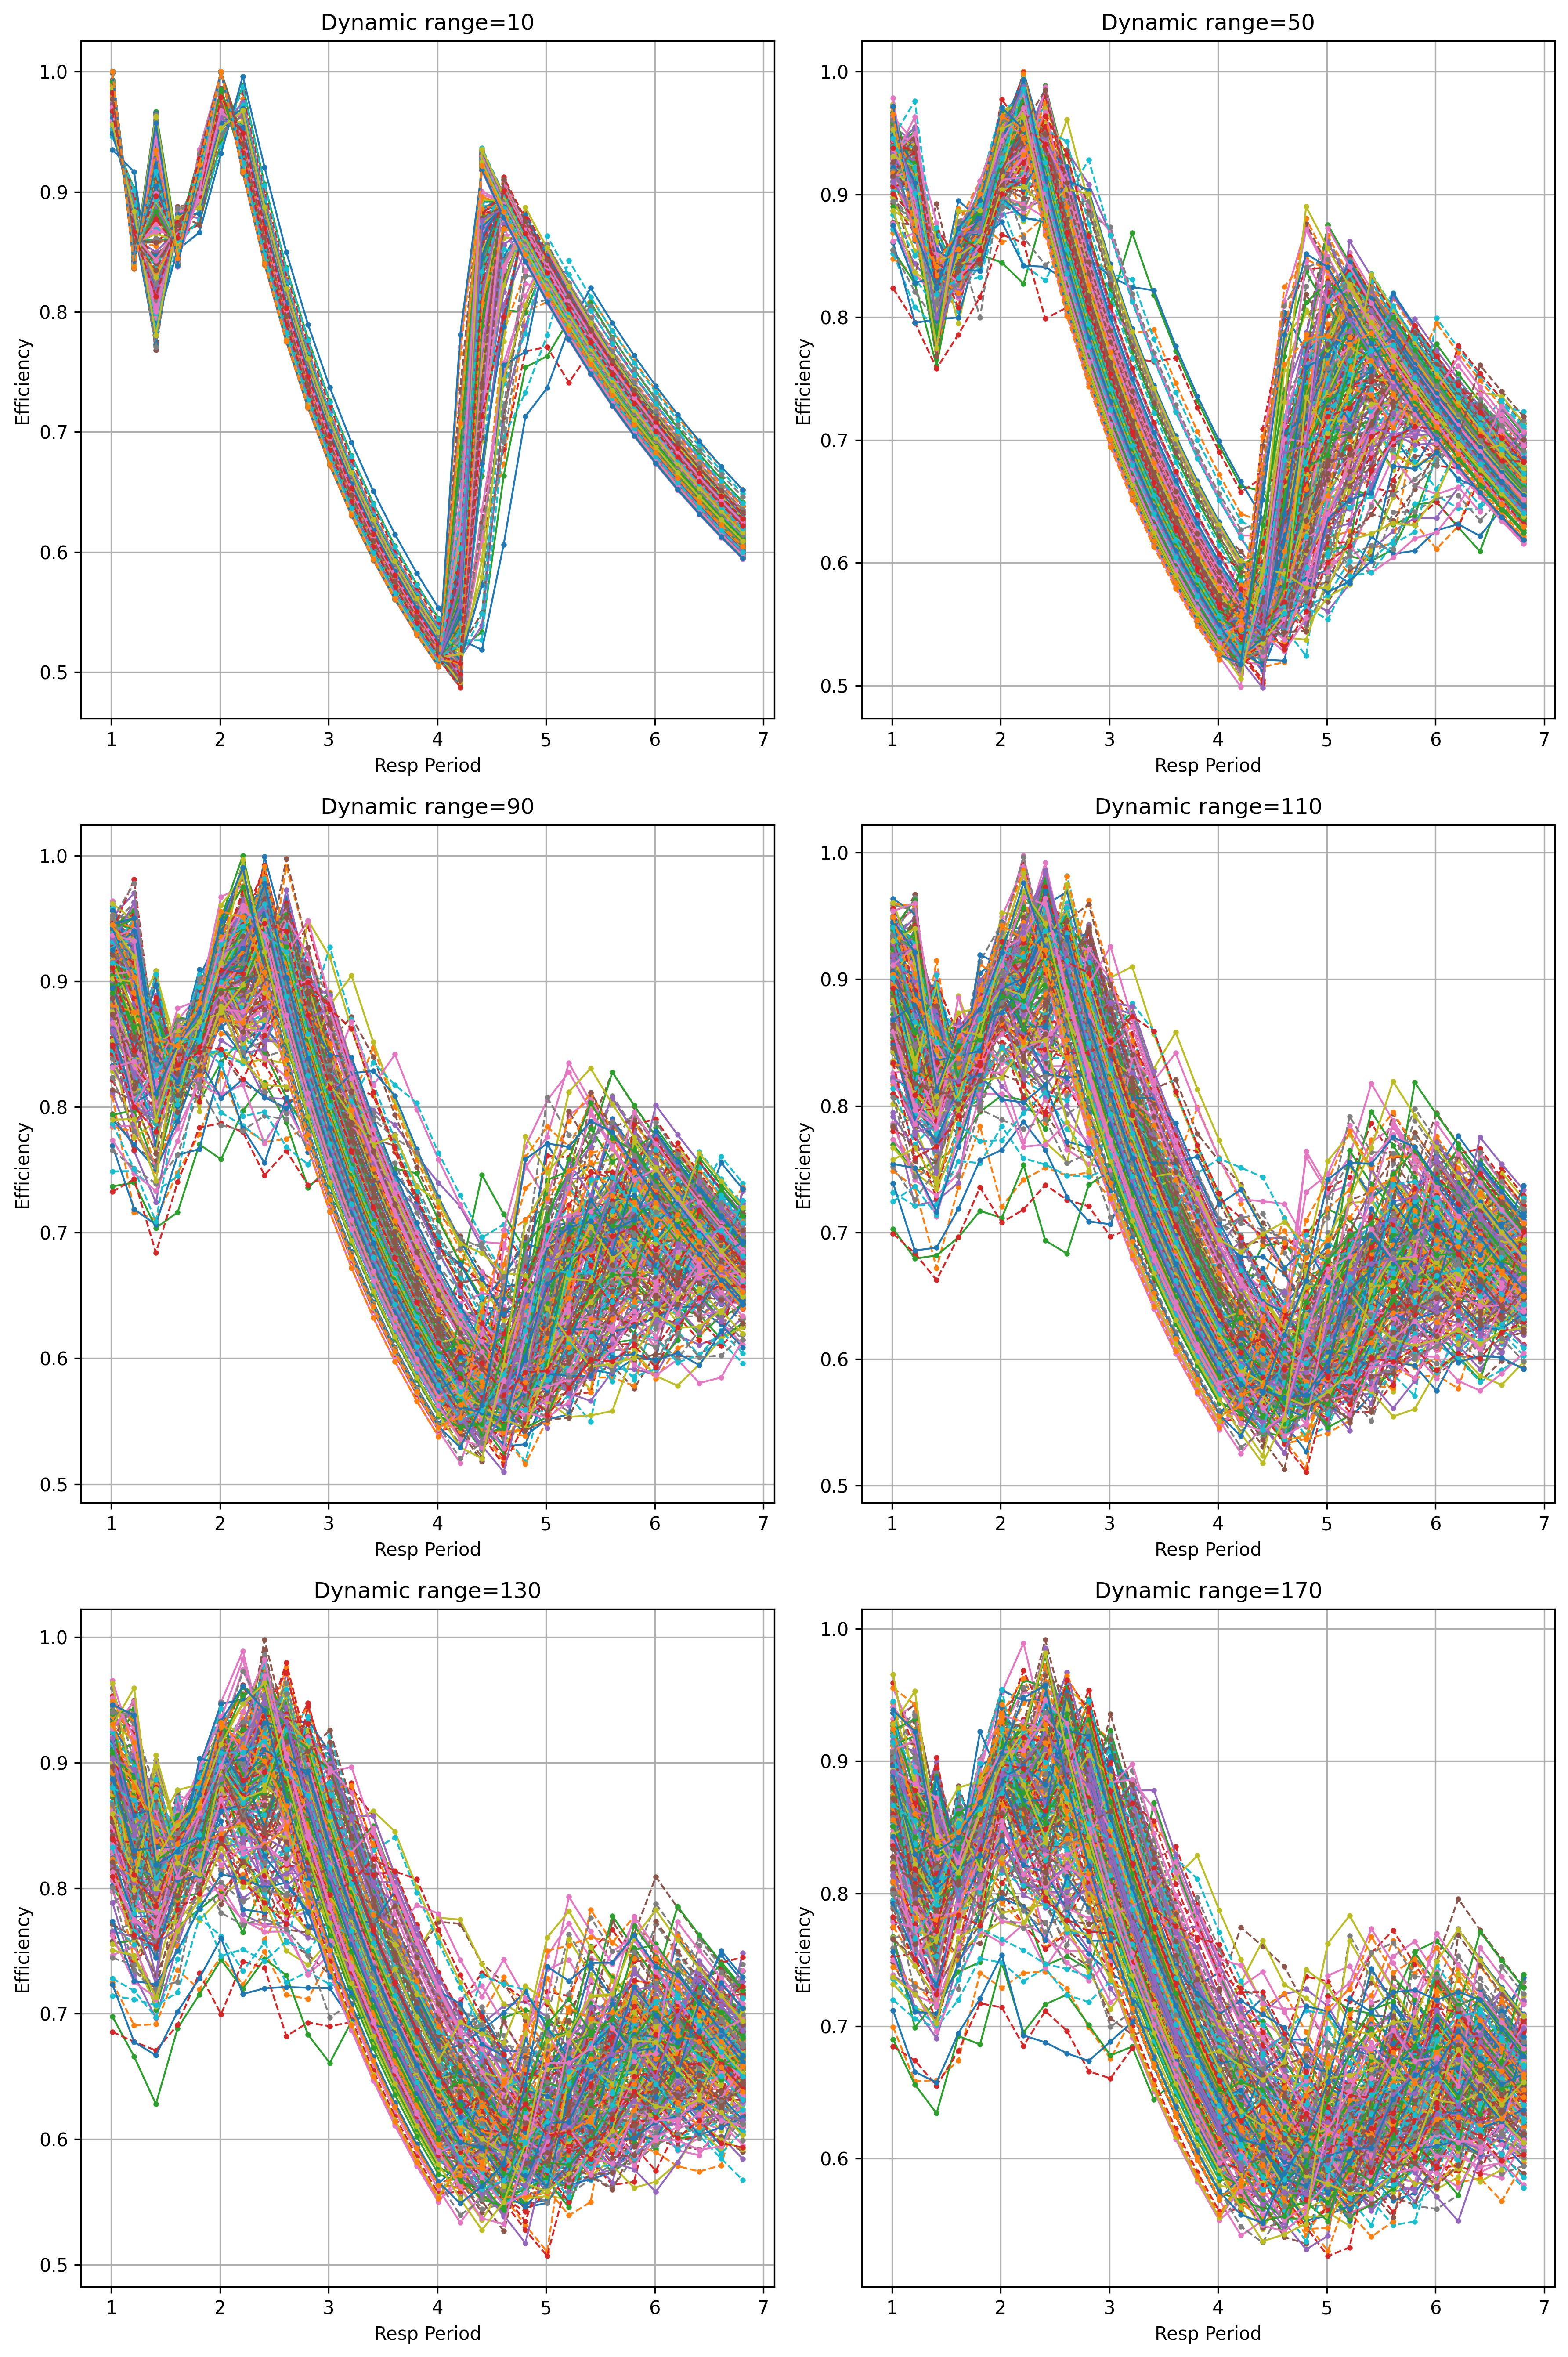 Dynamic range=10
Efficiency
1.0
0.9
0.8
0.7
0.6
0.5
1 2 3 4 5 6 7
Resp Period
Dynamic range=50
Efficiency
1.0
0.9
0.8
0.7
0.6
0.5
1 2 3 4 5 6 7
Resp Period
Dynamic range=90
Efficiency
1.0
0.9
0.8
0.7
0.6
0.5
1 2 3 4 5 6 7
Resp Period
Dynamic range=110
Efficiency
1.0
0.9
0.8
0.7
0.6
0.5
1 2 3 4 5 6 7
Resp Period
Dynamic range=130
Efficiency
1.0
0.9
0.8
0.7
0.6
0.5
1 2 3 4 5 6 7
Resp Period
Dynamic range=170
Efficiency
1.0
0.9
0.8
0.7
0.6
1 2 3 4 5 6 7
Resp Period